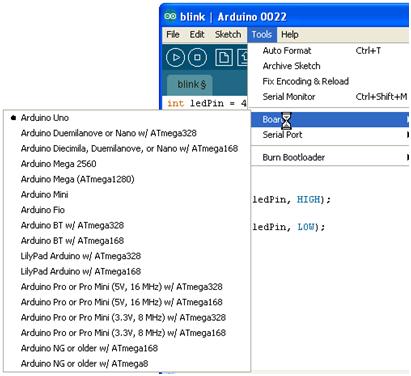 blink | Arduino 0022
File Edit Sketch Tools Help
Auto Format Ctrl+T
Archive Sketch
Fix Encoding & Reload
Serial Monitor Ctrl+Shift+M
Board
Serial Port
Burn Bootloader
blink §
int ledPin = 4
ledPin, HIGH);
ledPin, LOW);
Arduino Uno
Arduino Duemilanove or Nano w/ ATmega328
Arduino Diecimila, Duemilanove, or Nano w/ ATmega168
Arduino Mega 2560
Arduino Mega (ATmega1280)
Arduino Mini
Arduino Fio
Arduino BT w/ ATmega328
Arduino BT w/ ATmega168
LilyPad Arduino w/ ATmega328
LilyPad Arduino w/ ATmega168
Arduino Pro or Pro Mini (5V, 16 MHz) w/ ATmega328
Arduino Pro or Pro Mini (5V, 16 MHz) w/ ATmega168
Arduino Pro or Pro Mini (3.3V, 8 MHz) w/ ATmega328
Arduino Pro or Pro Mini (3.3V, 8 MHz) w/ ATmega168
Arduino NG or older w/ ATmega168
Arduino NG or older w/ ATmega8